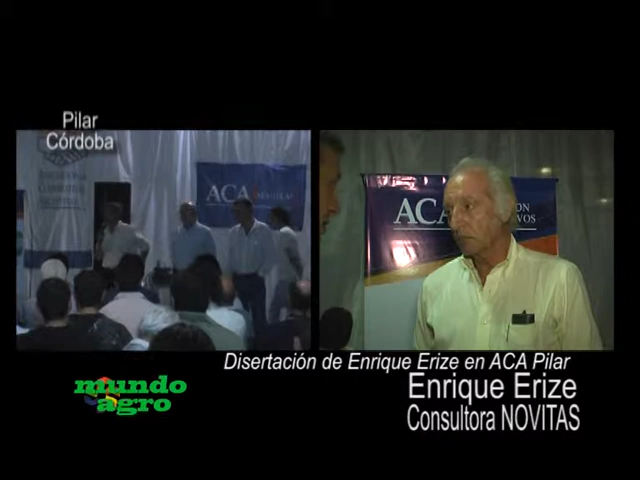 Pilar
Córdoba
ACA
ACA
Disertación de Enrique Erize en ACA Pilar
mundo
agro
Enrique Erize
Consultora NOVITAS